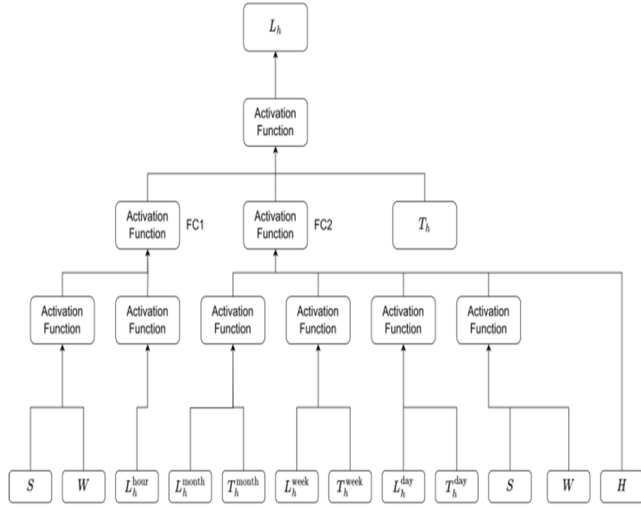 L_h
Activation
Function
Activation
Function
FC1
Activation
Function
FC2
T_h
Activation
Function
Activation
Function
Activation
Function
Activation
Function
Activation
Function
Activation
Function
S
W
L_h^hour
L_h^month
T_h^month
L_h^week
T_h^week
L_h^day
T_h^day
S
W
H